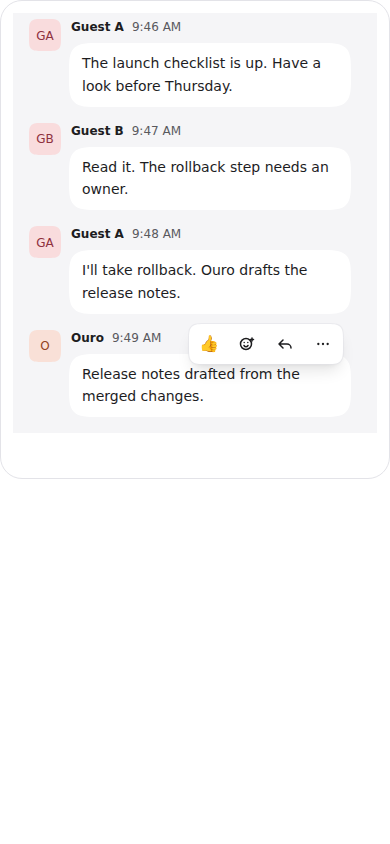 GA
Guest A 9:46 AM
The launch checklist is up. Have a
look before Thursday.
GB
Guest B 9:47 AM
Read it. The rollback step needs an
owner.
GA
Guest A 9:48 AM
I'll take rollback. Ouro drafts the
release notes.
O
Ouro 9:49 AM
Release notes drafted from the
merged changes.